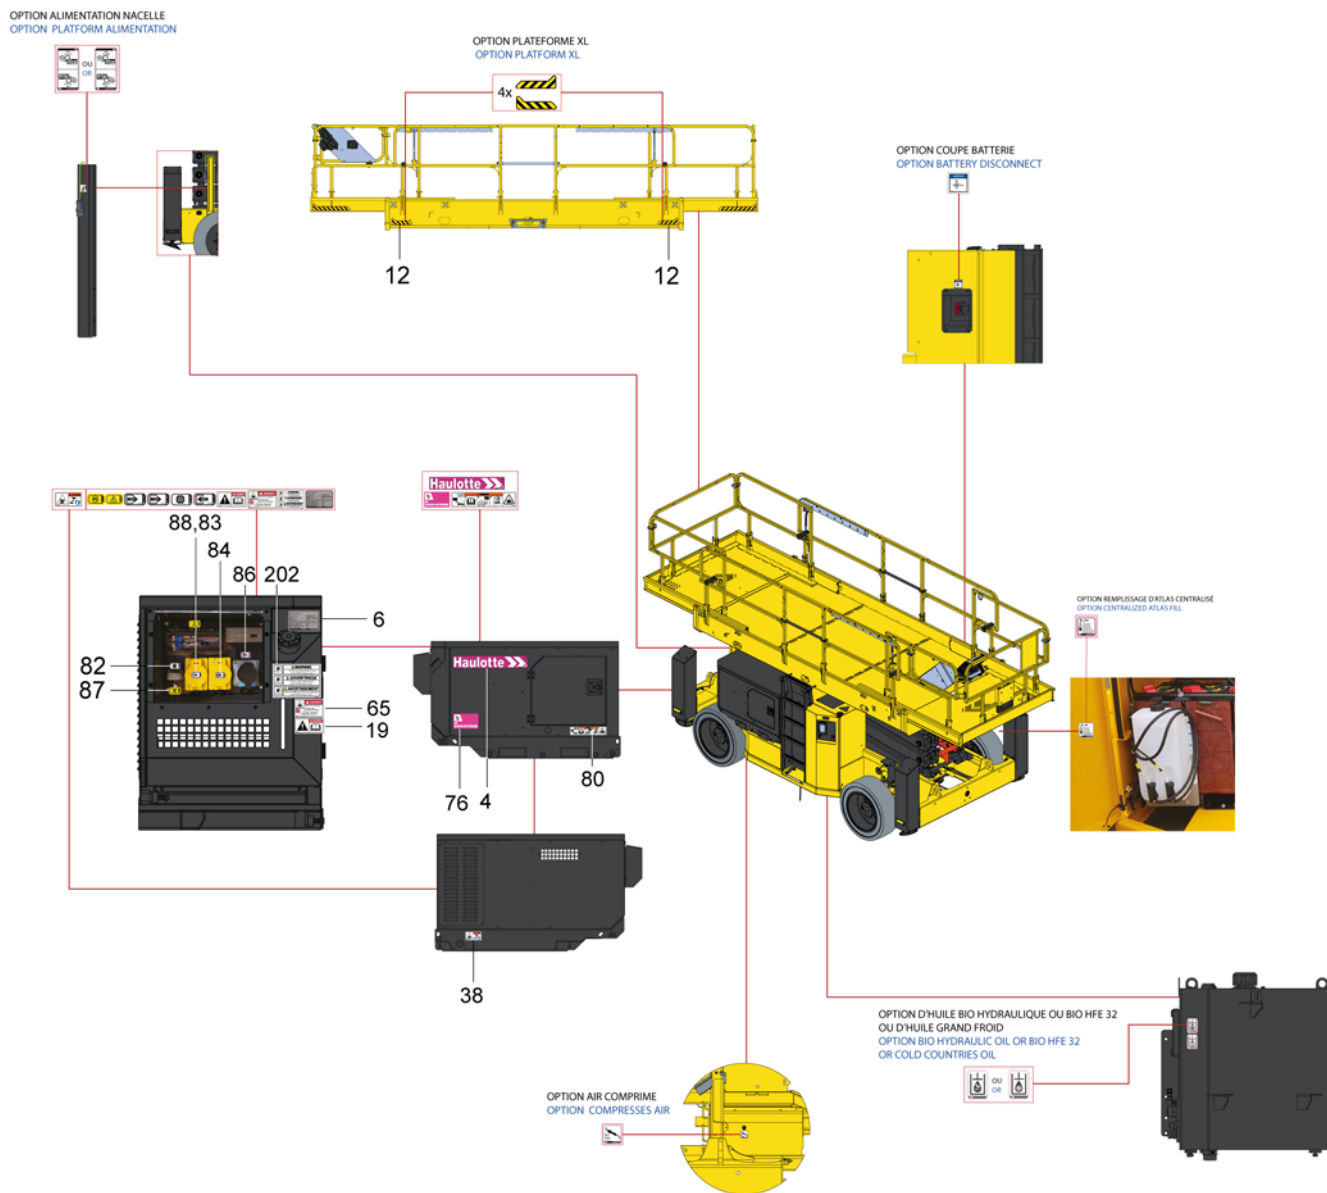 OPTION ALIMENTATION NACELLE
OPTION PLATFORM ALIMENTATION
OU
OR
OPTION PLATEFORME XL
OPTION PLATFORM XL
4x
12
12
OPTION COUPE BATTERIE
OPTION BATTERY DISCONNECT
Haulotte
88,83
84
86
202
6
82
87
65
19
WARNING
ADVERTENCIA
AVERTISSEMENT
Haulotte
76
4
80
38
OPTION REMPLISSAGE D'ATLAS CENTRALISÉ
OPTION CENTRALIZED ATLAS FILL
OPTION D'HUILE BIO HYDRAULIQUE OU BIO HFE 32
OU D'HUILE GRAND FROID
OPTION BIO HYDRAULIC OIL OR BIO HFE 32
OR COLD COUNTRIES OIL
OU
OR
OPTION AIR COMPRIME
OPTION COMPRESSES AIR